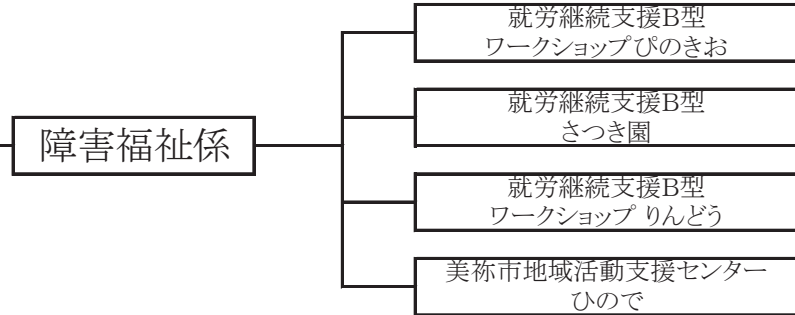 障害福祉係
就労継続支援B型
ワークショップぴのきお
就労継続支援B型
さつき園
就労継続支援B型
ワークショップ りんどう
美祢市地域活動支援センター
ひので